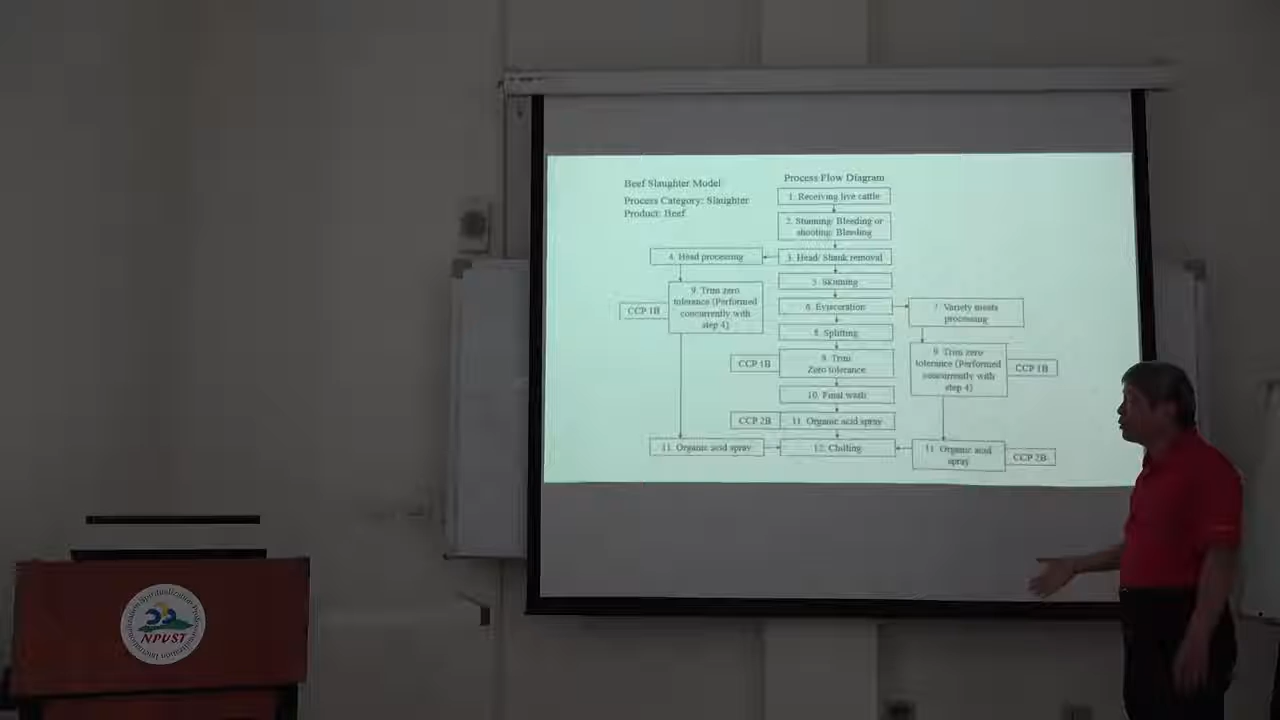 Process Flow Diagram
Beef Slaughter Model
Process Category: Slaughter
Product: Beef
1. Receiving live cattle
2. Stunning/ Bleeding or
shooting/ Bleeding
4. Head processing
3. Head/ Shank removal
5. Skinning
9. Trim zero
tolerance (Performed
concurrently with
step 4)
CCP 1B
6. Evisceration
7. Variety meats
processing
8. Splitting
CCP 1B
9. Trim
Zero tolerance
9. Trim zero
tolerance (Performed
concurrently with
step 4)
CCP 1B
10. Final wash
CCP 2B
11. Organic acid spray
11. Organic acid spray
12. Chilling
11. Organic acid
spray
CCP 2B
NPUST